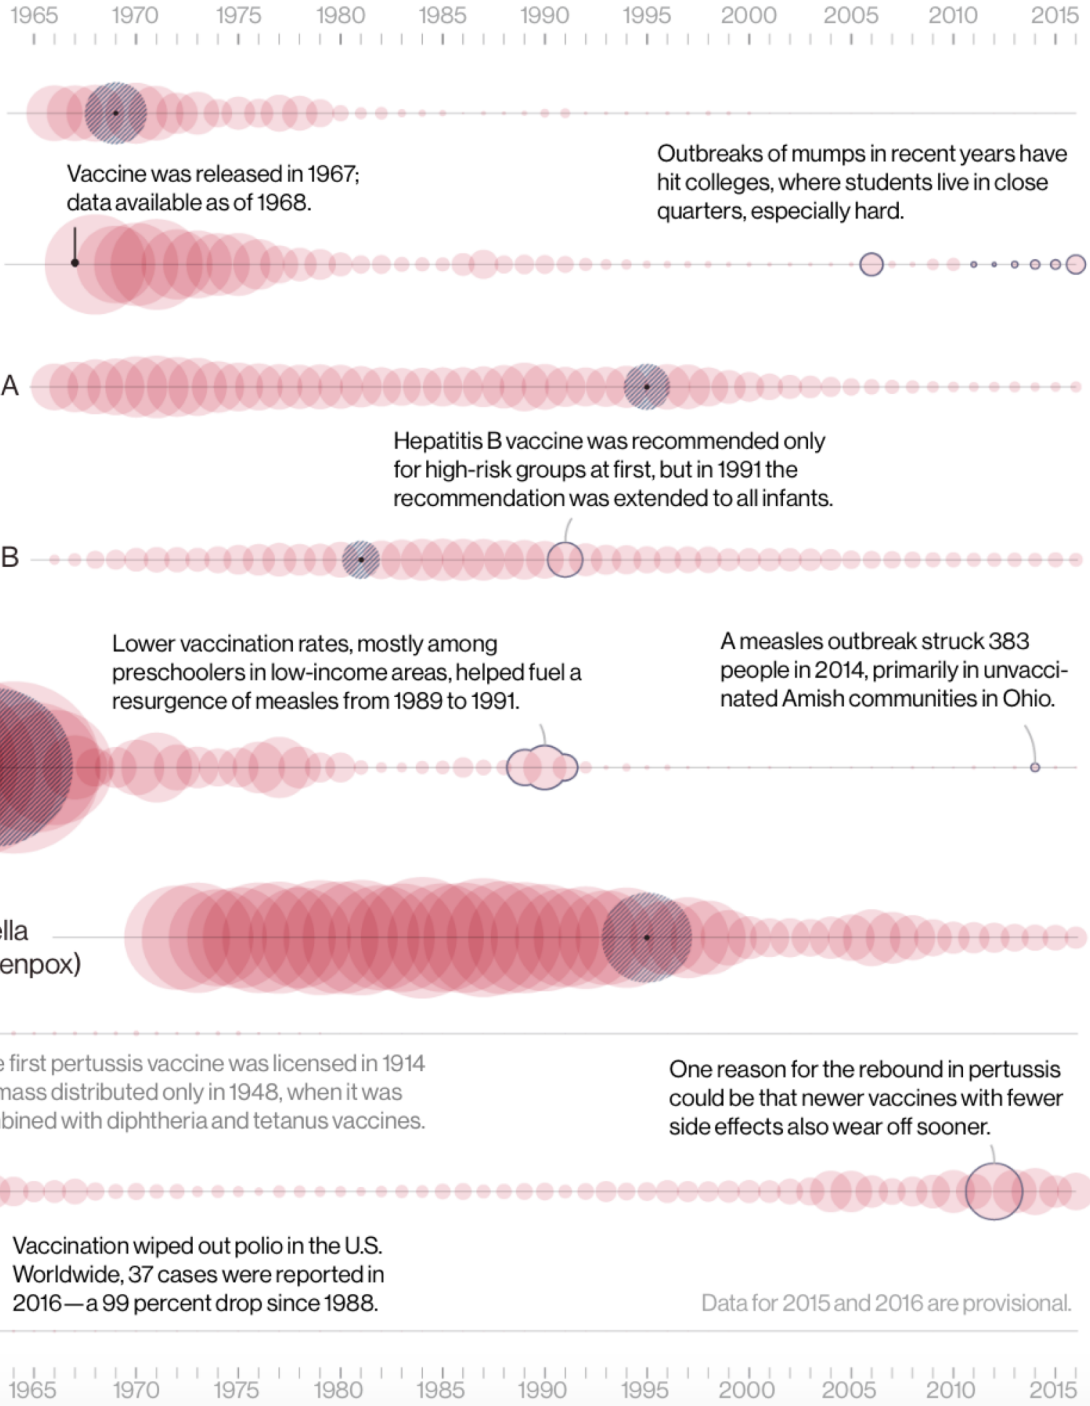 1965 1970 1975 1980 1985 1990 1995 2000 2005 2010 2015
Vaccine was released in 1967;
data available as of 1968.
Outbreaks of mumps in recent years have
hit colleges, where students live in close
quarters, especially hard.
A
Hepatitis B vaccine was recommended only
for high-risk groups at first, but in 1991 the
recommendation was extended to all infants.
B
Lower vaccination rates, mostly among
preschoolers in low-income areas, helped fuel a
resurgence of measles from 1989 to 1991.
A measles outbreak struck 383
people in 2014, primarily in unvacci-
nated Amish communities in Ohio.
ella
enpox)
e first pertussis vaccine was licensed in 1914
mass distributed only in 1948, when it was
bined with diphtheria and tetanus vaccines.
One reason for the rebound in pertussis
could be that newer vaccines with fewer
side effects also wear off sooner.
Vaccination wiped out polio in the U.S.
Worldwide, 37 cases were reported in
2016—a 99 percent drop since 1988.
Data for 2015 and 2016 are provisional.
1965 1970 1975 1980 1985 1990 1995 2000 2005 2010 2015